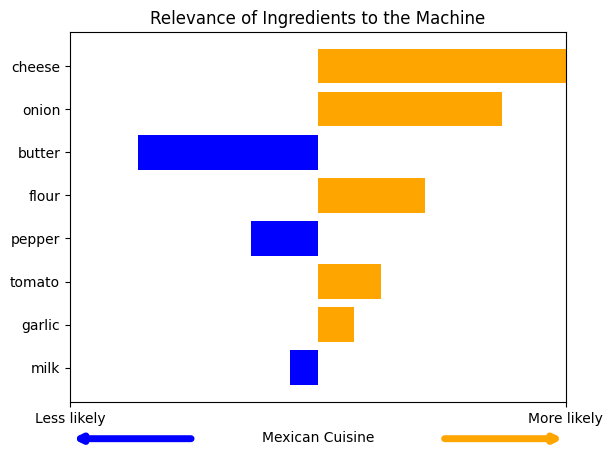 Relevance of Ingredients to the Machine
cheese
onion
butter
flour
pepper
tomato
garlic
milk
Less likely
More likely
Mexican Cuisine